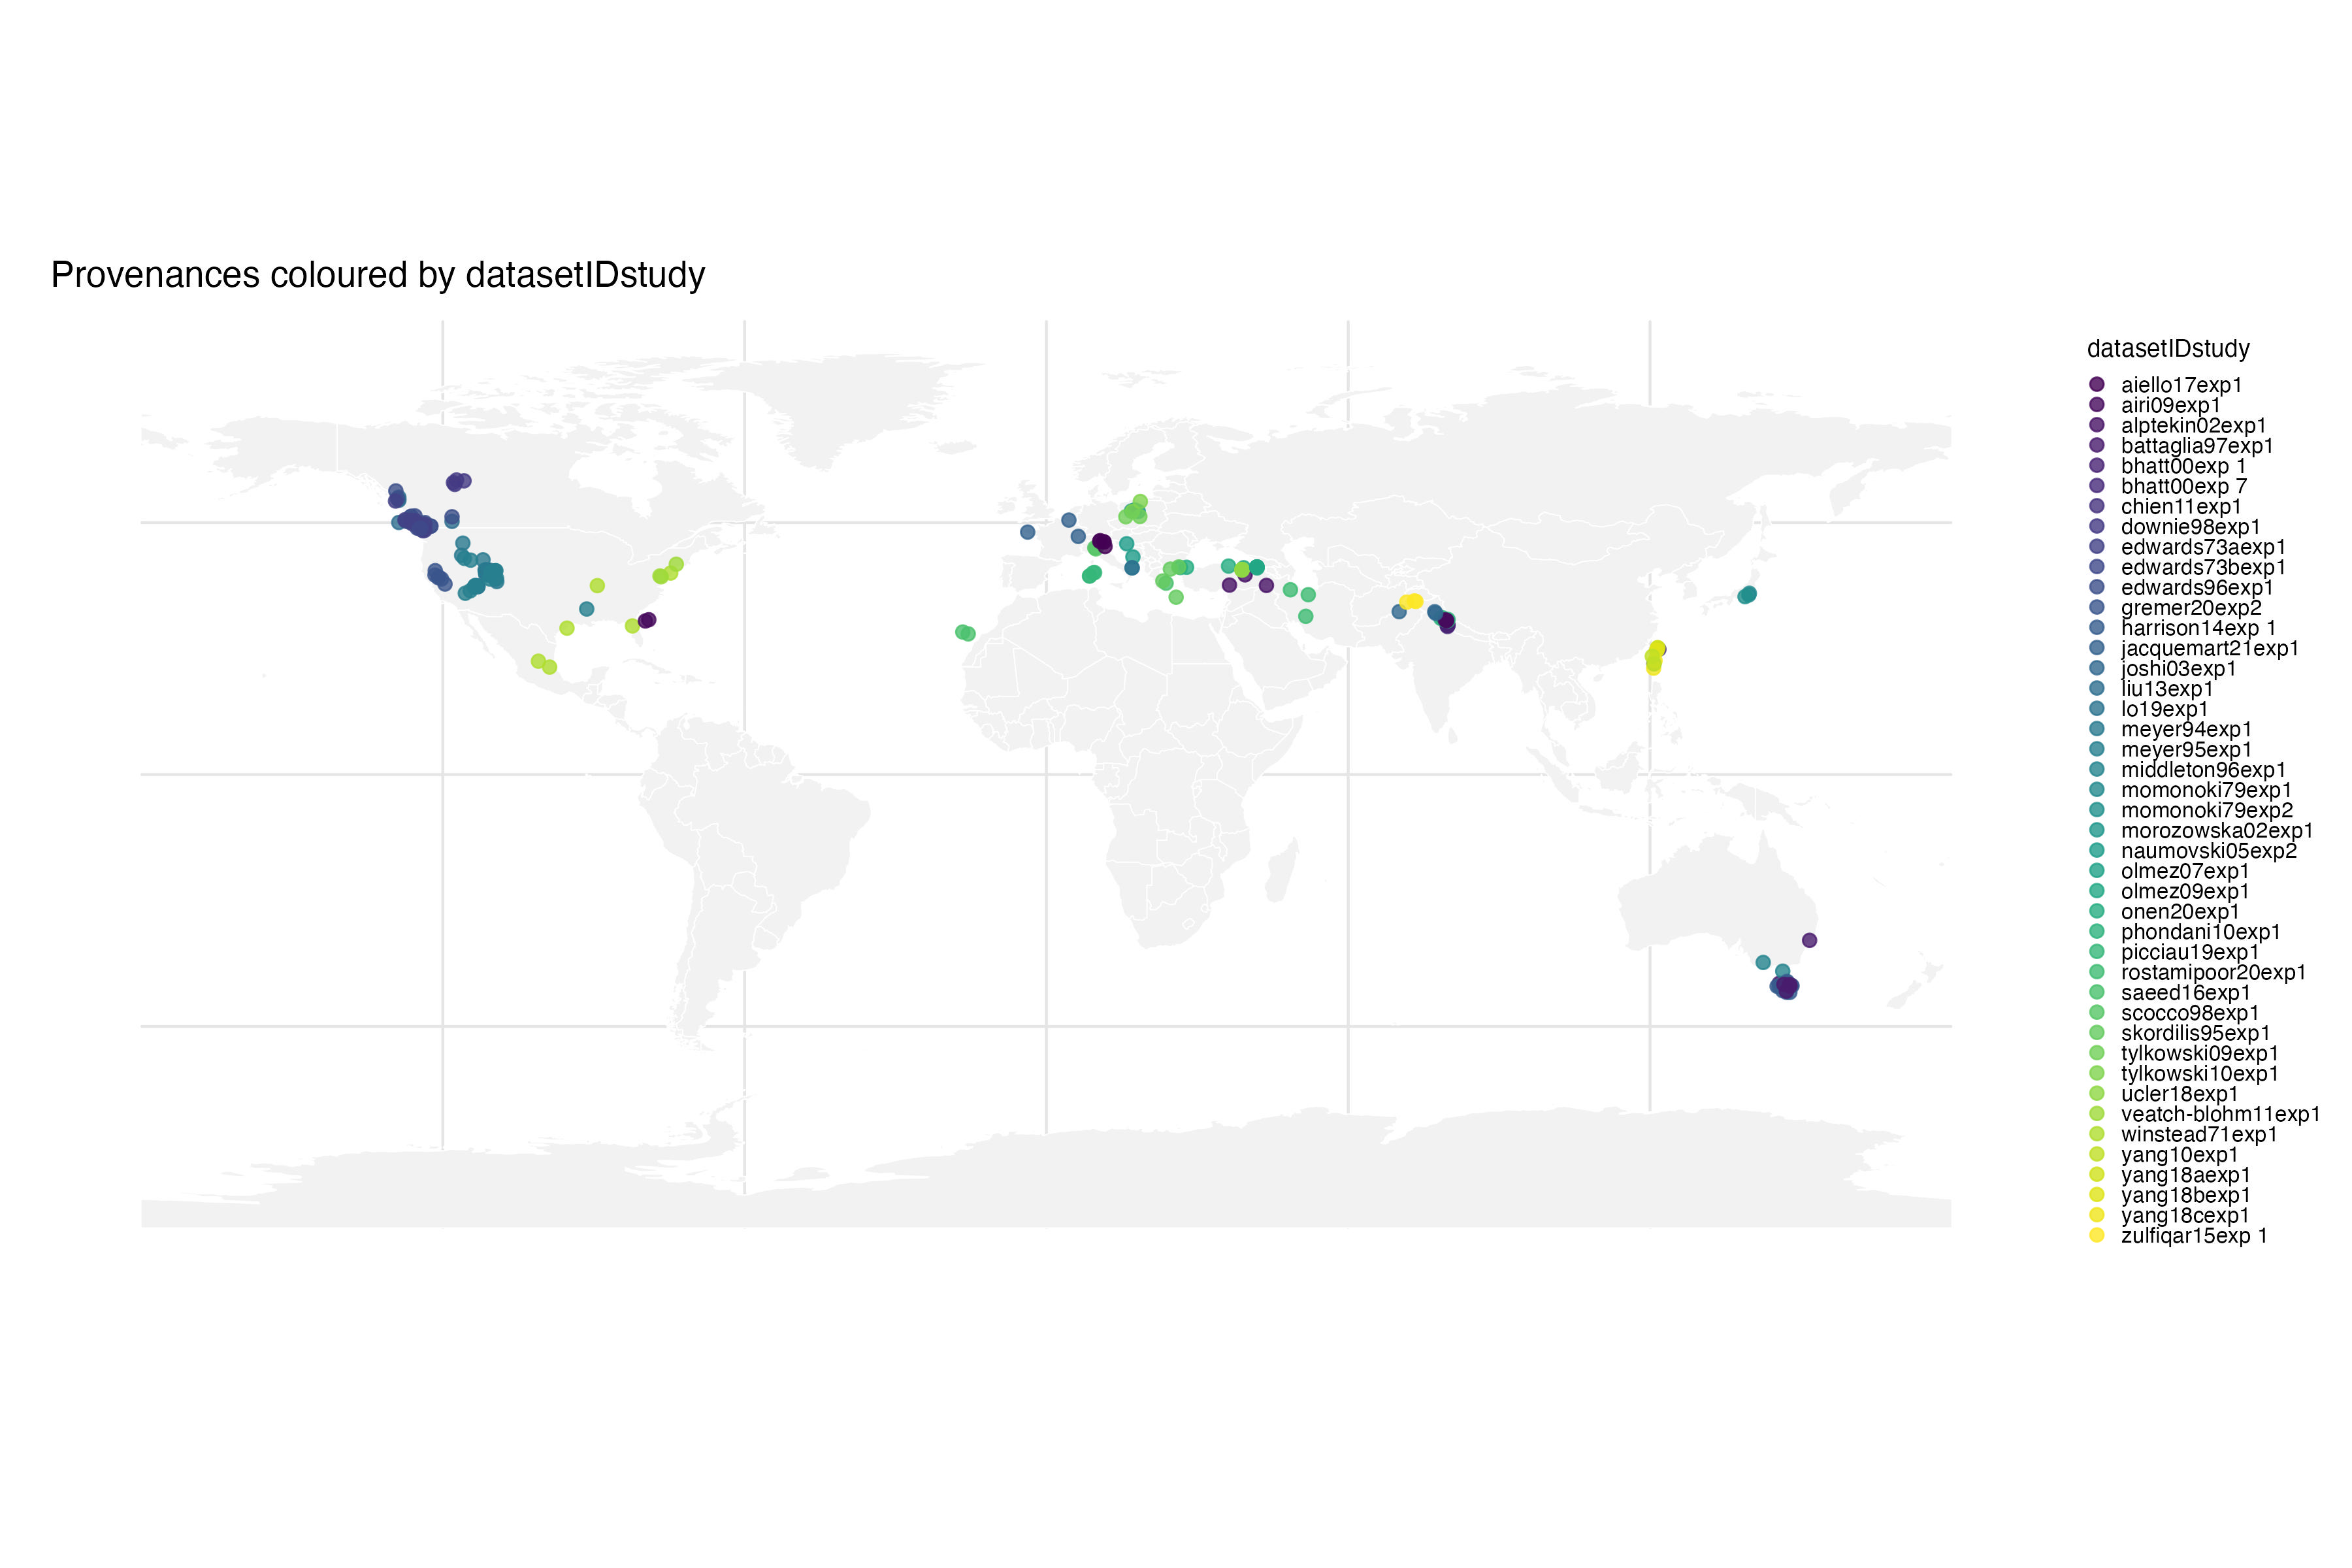 Provenances coloured by datasetIDstudy
datasetIDstudy
aiello17exp1
airi09exp1
alptekin02exp1
battaglia97exp1
bhatt00exp 1
bhatt00exp 7
chien11exp1
downie98exp1
edwards73aexp1
edwards73bexp1
edwards96exp1
gremer20exp2
harrison14exp 1
jacquemart21exp1
joshi03exp1
liu13exp1
lo19exp1
meyer94exp1
meyer95exp1
middleton96exp1
momonoki79exp1
momonoki79exp2
morozowska02exp1
naumovski05exp2
olmez07exp1
olmez09exp1
onen20exp1
phondani10exp1
picciau19exp1
rostamipoor20exp1
saeed16exp1
scocco98exp1
skordilis95exp1
tylkowski09exp1
tylkowski10exp1
ucler18exp1
veatch-blohm11exp1
winstead71exp1
yang10exp1
yang18aexp1
yang18bexp1
yang18cexp1
zulfiqar15exp 1